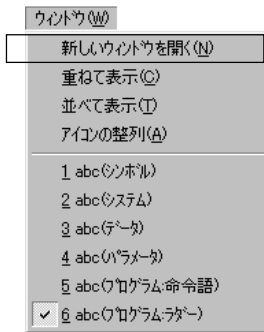 ｳｨﾝﾄﾞｳ(W)
新しいｳｨﾝﾄﾞｳを開く(N)
重ねて表示(C)
並べて表示(T)
ｱｲｺﾝの整列(A)
1 abc(ｼﾝﾎﾞﾙ)
2 abc(ｼｽﾃﾑ)
3 abc(ﾃﾞｰﾀ)
4 abc(ﾊﾟﾗﾒｰﾀ)
5 abc(ﾌﾟﾛｸﾞﾗﾑ:命令語)
6 abc(ﾌﾟﾛｸﾞﾗﾑ:ﾗﾀﾞｰ)